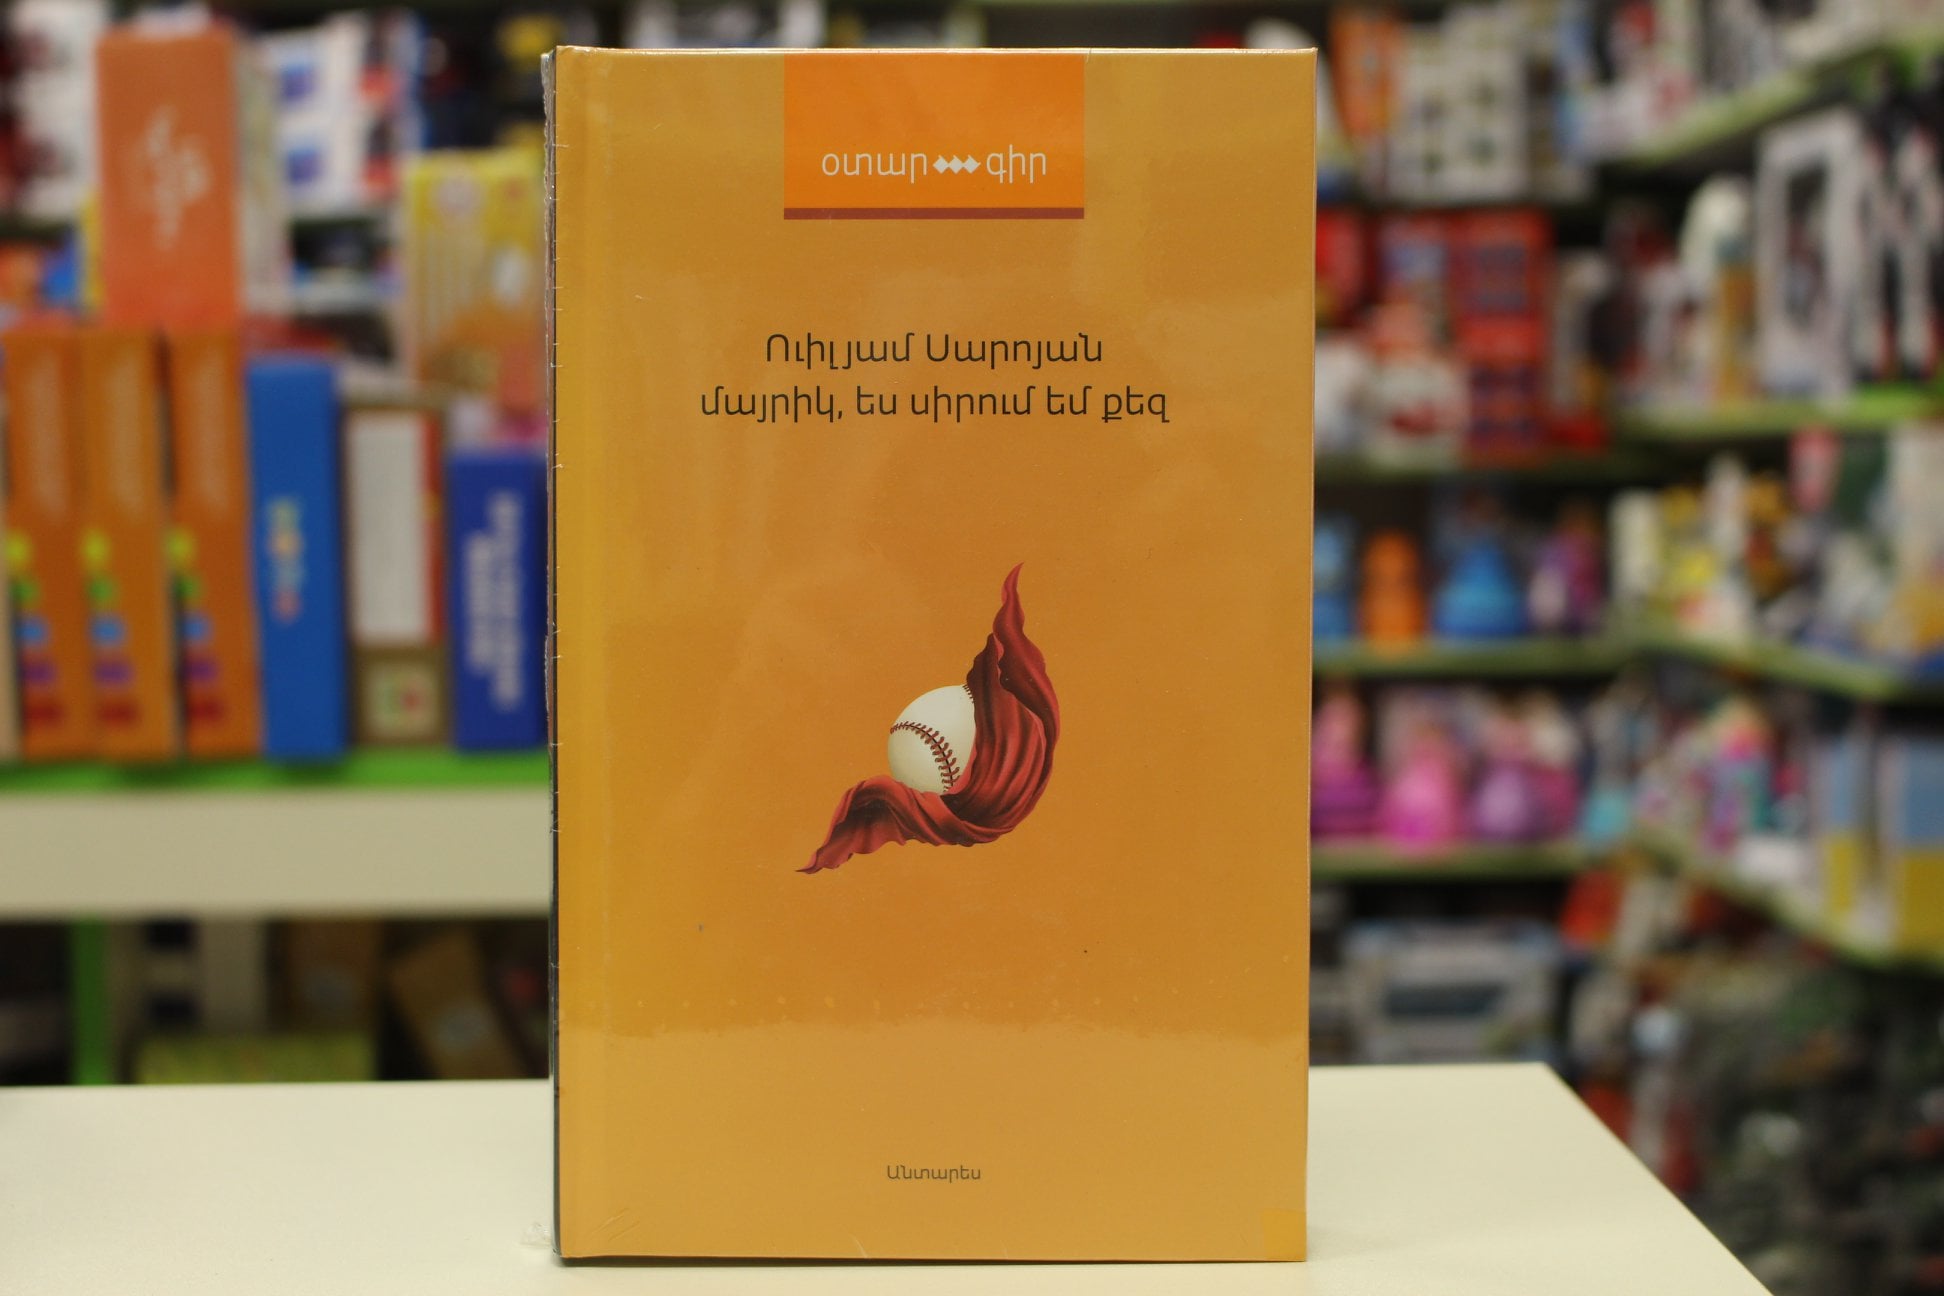 օտար◆◆◆գիր
Ուիլյամ Սարոյան
մայրիկ, ես սիրում եմ քեզ
Անտարես